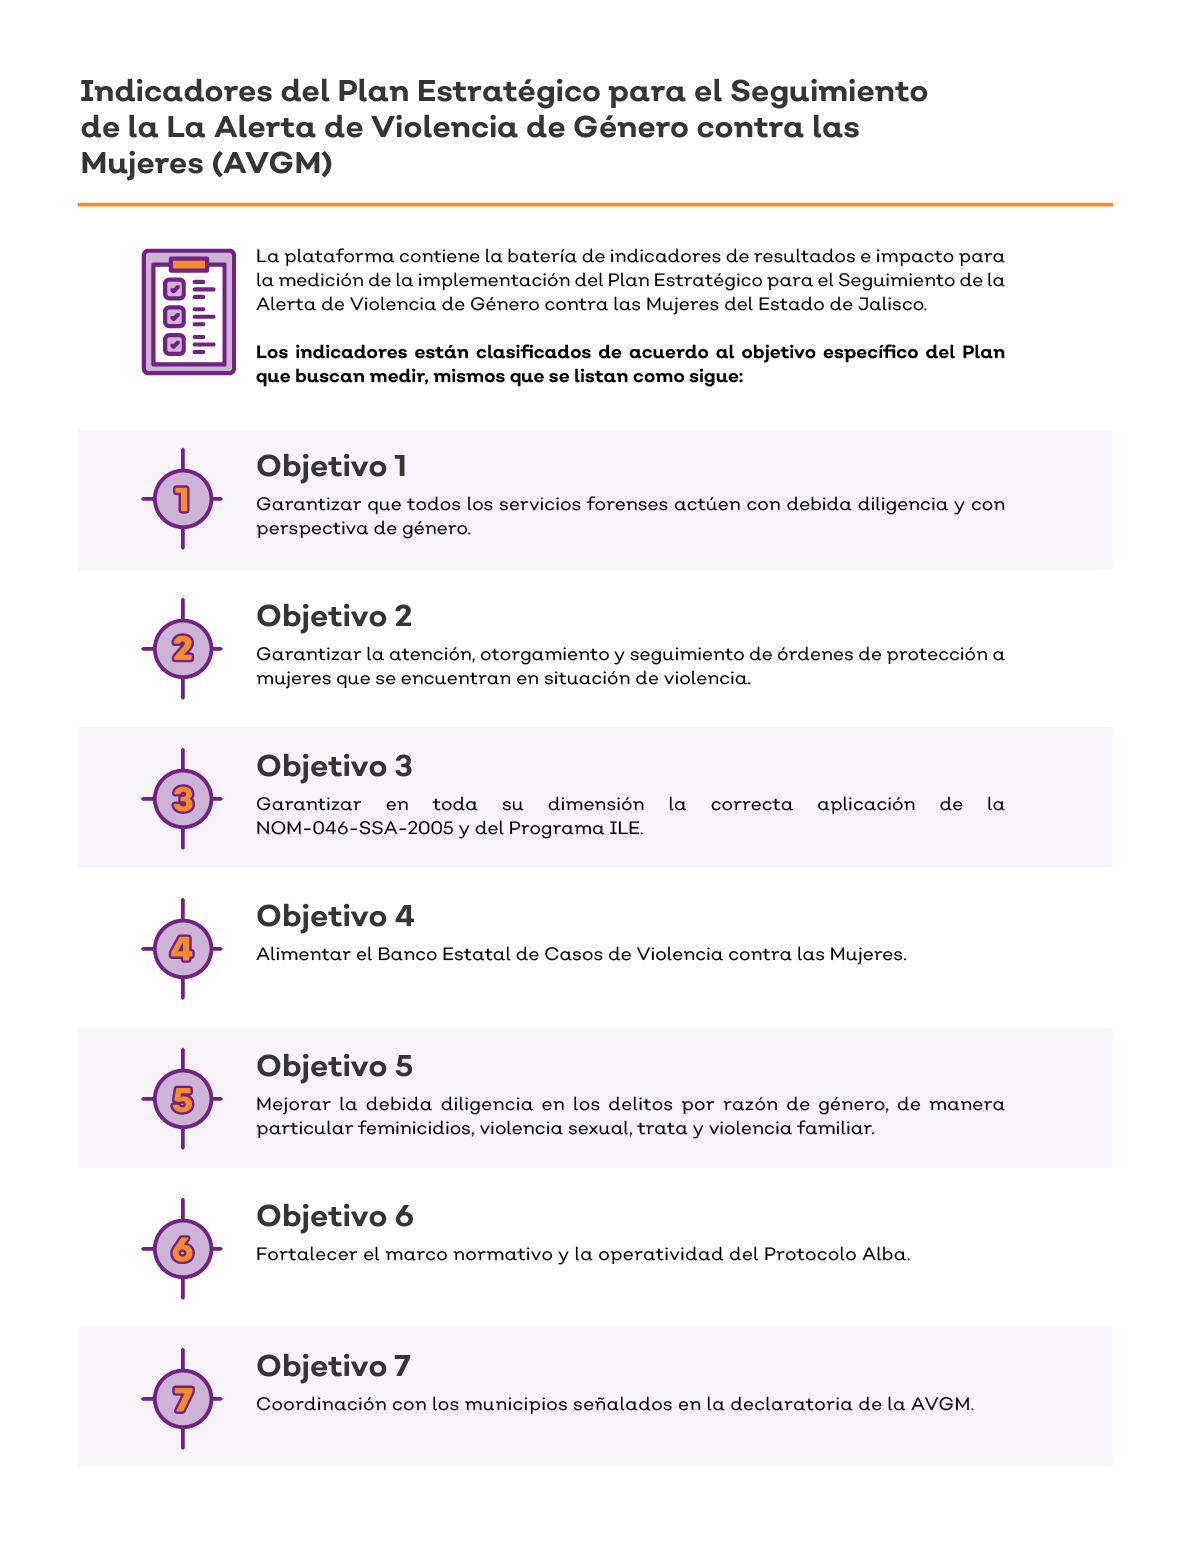 Indicadores del Plan Estratégico para el Seguimiento
de la La Alerta de Violencia de Género contra las
Mujeres (AVGM)
La plataforma contiene la batería de indicadores de resultados e impacto para
la medición de la implementación del Plan Estratégico para el Seguimiento de la
Alerta de Violencia de Género contra las Mujeres del Estado de Jalisco.
Los indicadores están clasificados de acuerdo al objetivo específico del Plan
que buscan medir, mismos que se listan como sigue:
1
Objetivo 1
Garantizar que todos los servicios forenses actúen con debida diligencia y con
perspectiva de género.
2
Objetivo 2
Garantizar la atención, otorgamiento y seguimiento de órdenes de protección a
mujeres que se encuentran en situación de violencia.
3
Objetivo 3
Garantizar en toda su dimensión la correcta aplicación de la
NOM-046-SSA-2005 y del Programa ILE.
4
Objetivo 4
Alimentar el Banco Estatal de Casos de Violencia contra las Mujeres.
5
Objetivo 5
Mejorar la debida diligencia en los delitos por razón de género, de manera
particular feminicidios, violencia sexual, trata y violencia familiar.
6
Objetivo 6
Fortalecer el marco normativo y la operatividad del Protocolo Alba.
7
Objetivo 7
Coordinación con los municipios señalados en la declaratoria de la AVGM.